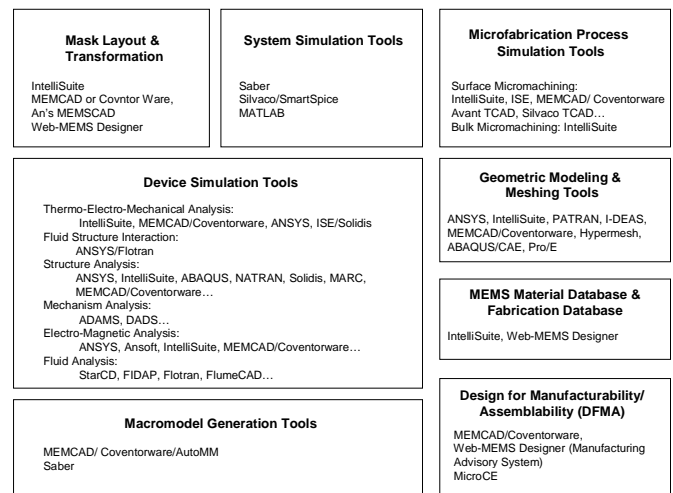 Mask Layout &
Transformation
IntelliSuite
MEMCAD or Covntor Ware,
An's MEMSCAD
Web-MEMS Designer
System Simulation Tools
Saber
Silvaco/SmartSpice
MATLAB
Microfabrication Process
Simulation Tools
Surface Micromachining:
IntelliSuite, ISE, MEMCAD/ Coventorware
Avant TCAD, Silvaco TCAD…
Bulk Micromachining: IntelliSuite
Device Simulation Tools
Thermo-Electro-Mechanical Analysis:
IntelliSuite, MEMCAD/Coventorware, ANSYS, ISE/Solidis
Fluid Structure Interaction:
ANSYS/Flotran
Structure Analysis:
ANSYS, IntelliSuite, ABAQUS, NATRAN, Solidis, MARC,
MEMCAD/Coventorware…
Mechanism Analysis:
ADAMS, DADS…
Electro-Magnetic Analysis:
ANSYS, Ansoft, IntelliSuite, MEMCAD/Coventorware…
Fluid Analysis:
StarCD, FIDAP, Flotran, FlumeCAD…
Geometric Modeling &
Meshing Tools
ANSYS, IntelliSuite, PATRAN, I-DEAS,
MEMCAD/Coventorware, Hypermesh,
ABAQUS/CAE, Pro/E
MEMS Material Database &
Fabrication Database
IntelliSuite, Web-MEMS Designer
Macromodel Generation Tools
MEMCAD/ Coventorware/AutoMM
Saber
Design for Manufacturability/
Assemblability (DFMA)
MEMCAD/Coventorware,
Web-MEMS Designer (Manufacturing
Advisory System)
MicroCE